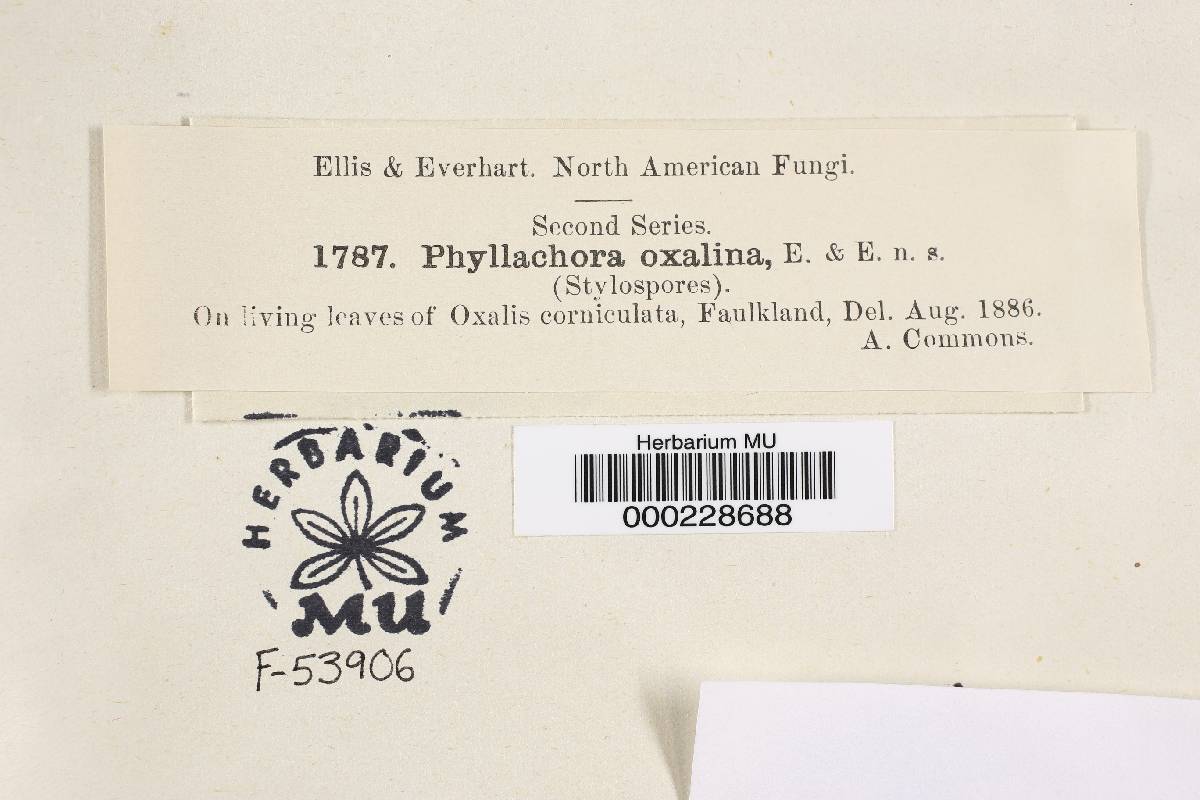 Ellis & Everhart. North American Fungi.
Second Series.
1787. Phyllachora oxalina, E. & E. n. s.
(Stylospores).
On living leaves of Oxalis corniculata, Faulkland, Del. Aug. 1886.
A. Commons.
Herbarium MU
000228688
HERBARIUM
MU
F-53906